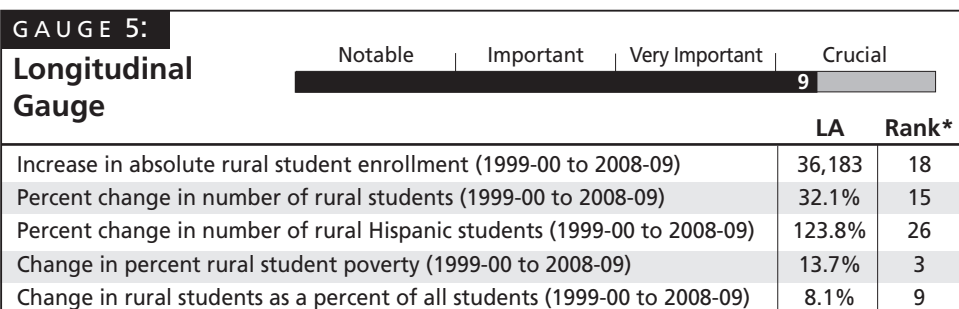 GAUGE 5:
Longitudinal
Gauge
Notable Important Very Important Crucial
9
LA Rank*
Increase in absolute rural student enrollment (1999-00 to 2008-09) 36,183 18
Percent change in number of rural students (1999-00 to 2008-09) 32.1% 15
Percent change in number of rural Hispanic students (1999-00 to 2008-09) 123.8% 26
Change in percent rural student poverty (1999-00 to 2008-09) 13.7% 3
Change in rural students as a percent of all students (1999-00 to 2008-09) 8.1% 9